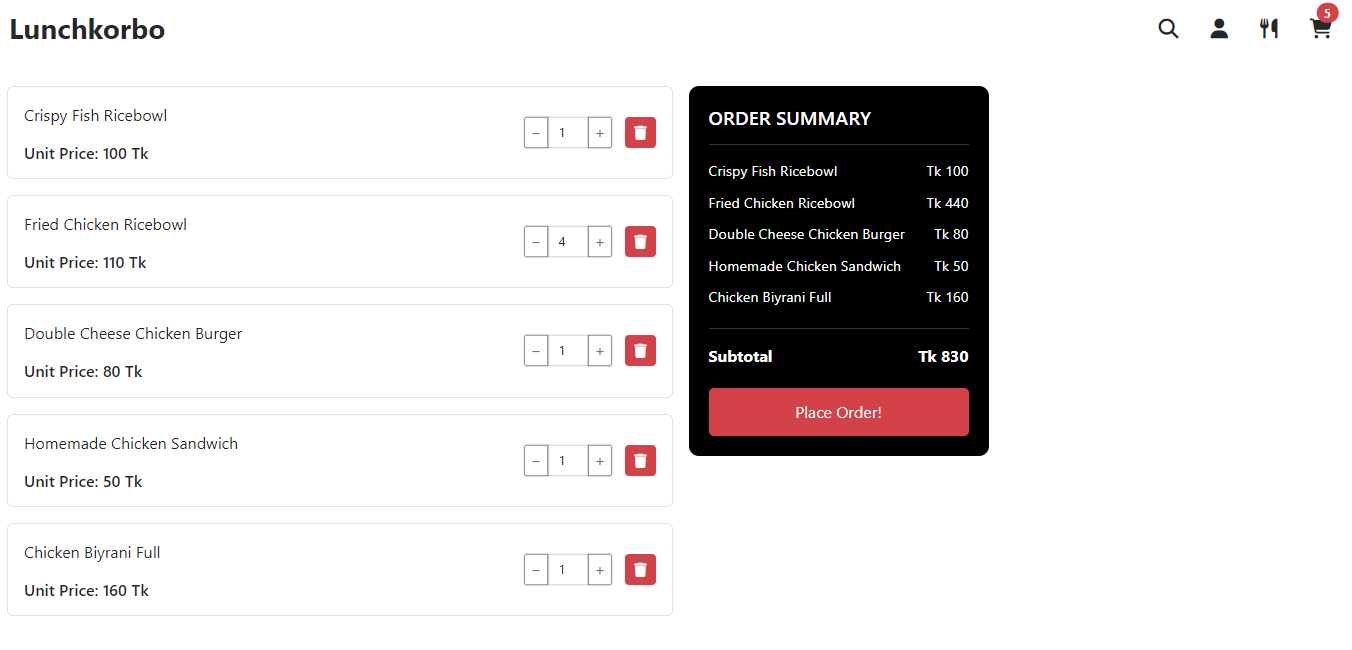 Lunchkorbo
5
Crispy Fish Ricebowl
Unit Price: 100 Tk
− 1 +
Fried Chicken Ricebowl
Unit Price: 110 Tk
− 4 +
Double Cheese Chicken Burger
Unit Price: 80 Tk
− 1 +
Homemade Chicken Sandwich
Unit Price: 50 Tk
− 1 +
Chicken Biyrani Full
Unit Price: 160 Tk
− 1 +
ORDER SUMMARY
Crispy Fish Ricebowl Tk 100
Fried Chicken Ricebowl Tk 440
Double Cheese Chicken Burger Tk 80
Homemade Chicken Sandwich Tk 50
Chicken Biyrani Full Tk 160
Subtotal Tk 830
Place Order!